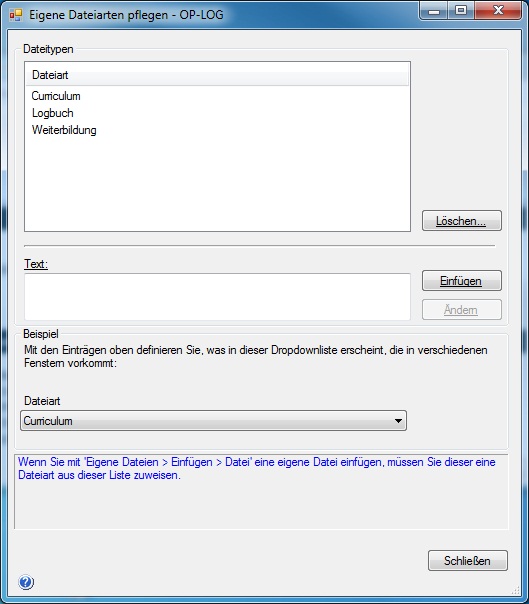 Eigene Dateiarten pflegen - OP-LOG
Dateitypen
Dateiart
Curriculum
Logbuch
Weiterbildung
Löschen...
Text:
Einfügen
Ändern
Beispiel
Mit den Einträgen oben definieren Sie, was in dieser Dropdownliste erscheint, die in verschiedenen
Fenstern vorkommt:
Dateiart
Curriculum
Wenn Sie mit 'Eigene Dateien > Einfügen > Datei' eine eigene Datei einfügen, müssen Sie dieser eine
Dateiart aus dieser Liste zuweisen.
Schließen
?